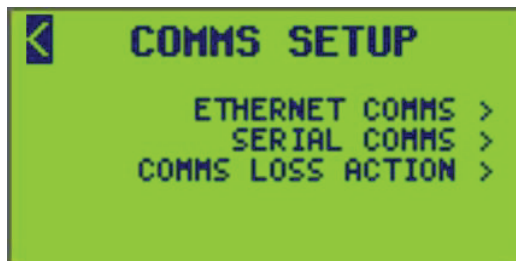 < COMMS SETUP
ETHERNET COMMS >
SERIAL COMMS >
COMMS LOSS ACTION >